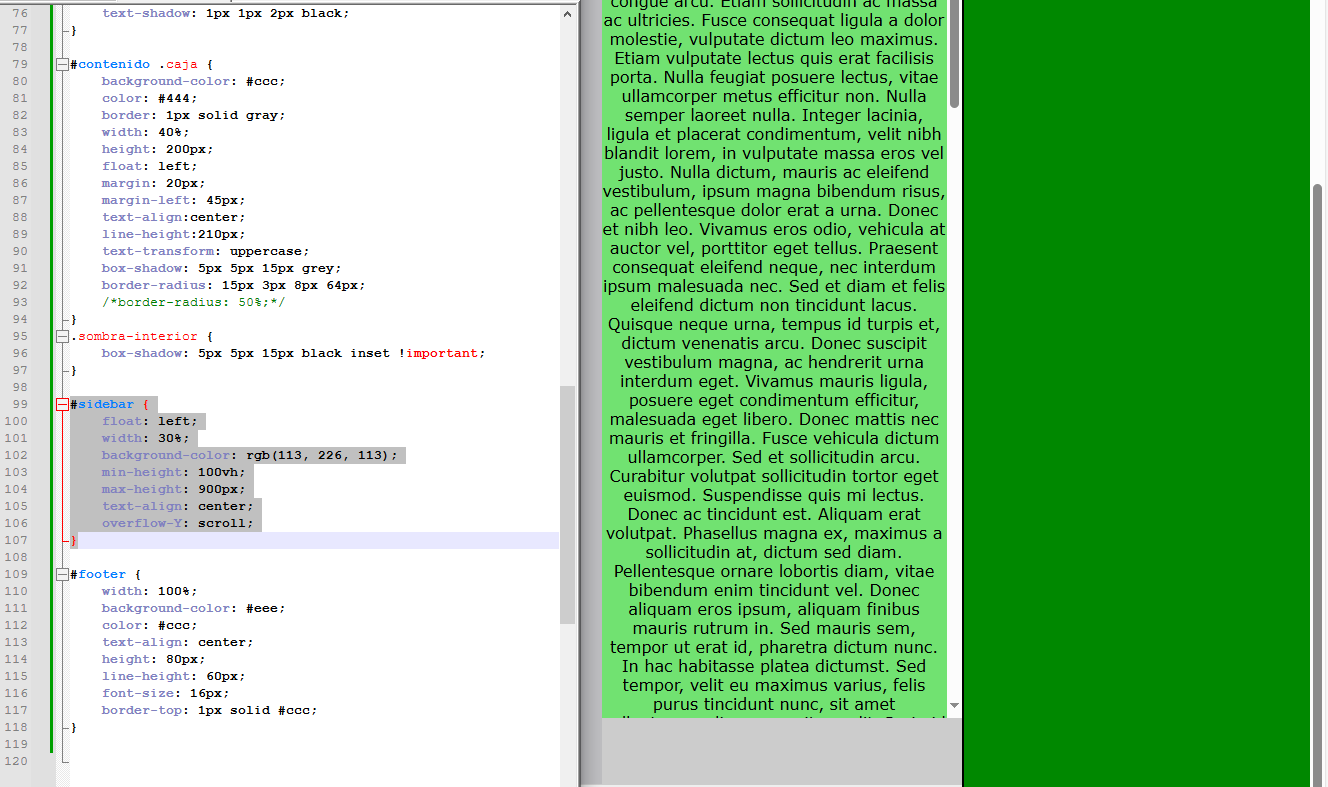 76 text-shadow: 1px 1px 2px black;
77 }
78
79 #contenido .caja {
80 background-color: #ccc;
81 color: #444;
82 border: 1px solid gray;
83 width: 40%;
84 height: 200px;
85 float: left;
86 margin: 20px;
87 margin-left: 45px;
88 text-align:center;
89 line-height:210px;
90 text-transform: uppercase;
91 box-shadow: 5px 5px 15px grey;
92 border-radius: 15px 3px 8px 64px;
93 /*border-radius: 50%;*/
94 }
95 .sombra-interior {
96 box-shadow: 5px 5px 15px black inset !important;
97 }
98
99 #sidebar {
100 float: left;
101 width: 30%;
102 background-color: rgb(113, 226, 113);
103 min-height: 100vh;
104 max-height: 900px;
105 text-align: center;
106 overflow-Y: scroll;
107 }
108
109 #footer {
110 width: 100%;
111 background-color: #eee;
112 color: #ccc;
113 text-align: center;
114 height: 80px;
115 line-height: 60px;
116 font-size: 16px;
117 border-top: 1px solid #ccc;
118 }
119
120
congue arcu. Etiam sollicitudin ac massa
ac ultricies. Fusce consequat ligula a dolor
molestie, vulputate dictum leo maximus.
Etiam vulputate lectus quis erat facilisis
porta. Nulla feugiat posuere lectus, vitae
ullamcorper metus efficitur non. Nulla
semper laoreet nulla. Integer lacinia,
ligula et placerat condimentum, velit nibh
blandit lorem, in vulputate massa eros vel
justo. Nulla dictum, mauris ac eleifend
vestibulum, ipsum magna bibendum risus,
ac pellentesque dolor erat a urna. Donec
et nibh leo. Vivamus eros odio, vehicula at
auctor vel, porttitor eget tellus. Praesent
consequat eleifend neque, nec interdum
ipsum malesuada nec. Sed et diam et felis
eleifend dictum non tincidunt lacus.
Quisque neque urna, tempus id turpis et,
dictum venenatis arcu. Donec suscipit
vestibulum magna, ac hendrerit urna
interdum eget. Vivamus mauris ligula,
posuere eget condimentum efficitur,
malesuada eget libero. Donec mattis nec
mauris et fringilla. Fusce vehicula dictum
ullamcorper. Sed et sollicitudin arcu.
Curabitur volutpat sollicitudin tortor eget
euismod. Suspendisse quis mi lectus.
Donec ac tincidunt est. Aliquam erat
volutpat. Phasellus magna ex, maximus a
sollicitudin at, dictum sed diam.
Pellentesque ornare lobortis diam, vitae
bibendum enim tincidunt vel. Donec
aliquam eros ipsum, aliquam finibus
mauris rutrum in. Sed mauris sem,
tempor ut erat id, pharetra dictum nunc.
In hac habitasse platea dictumst. Sed
tempor, velit eu maximus varius, felis
purus tincidunt nunc, sit amet